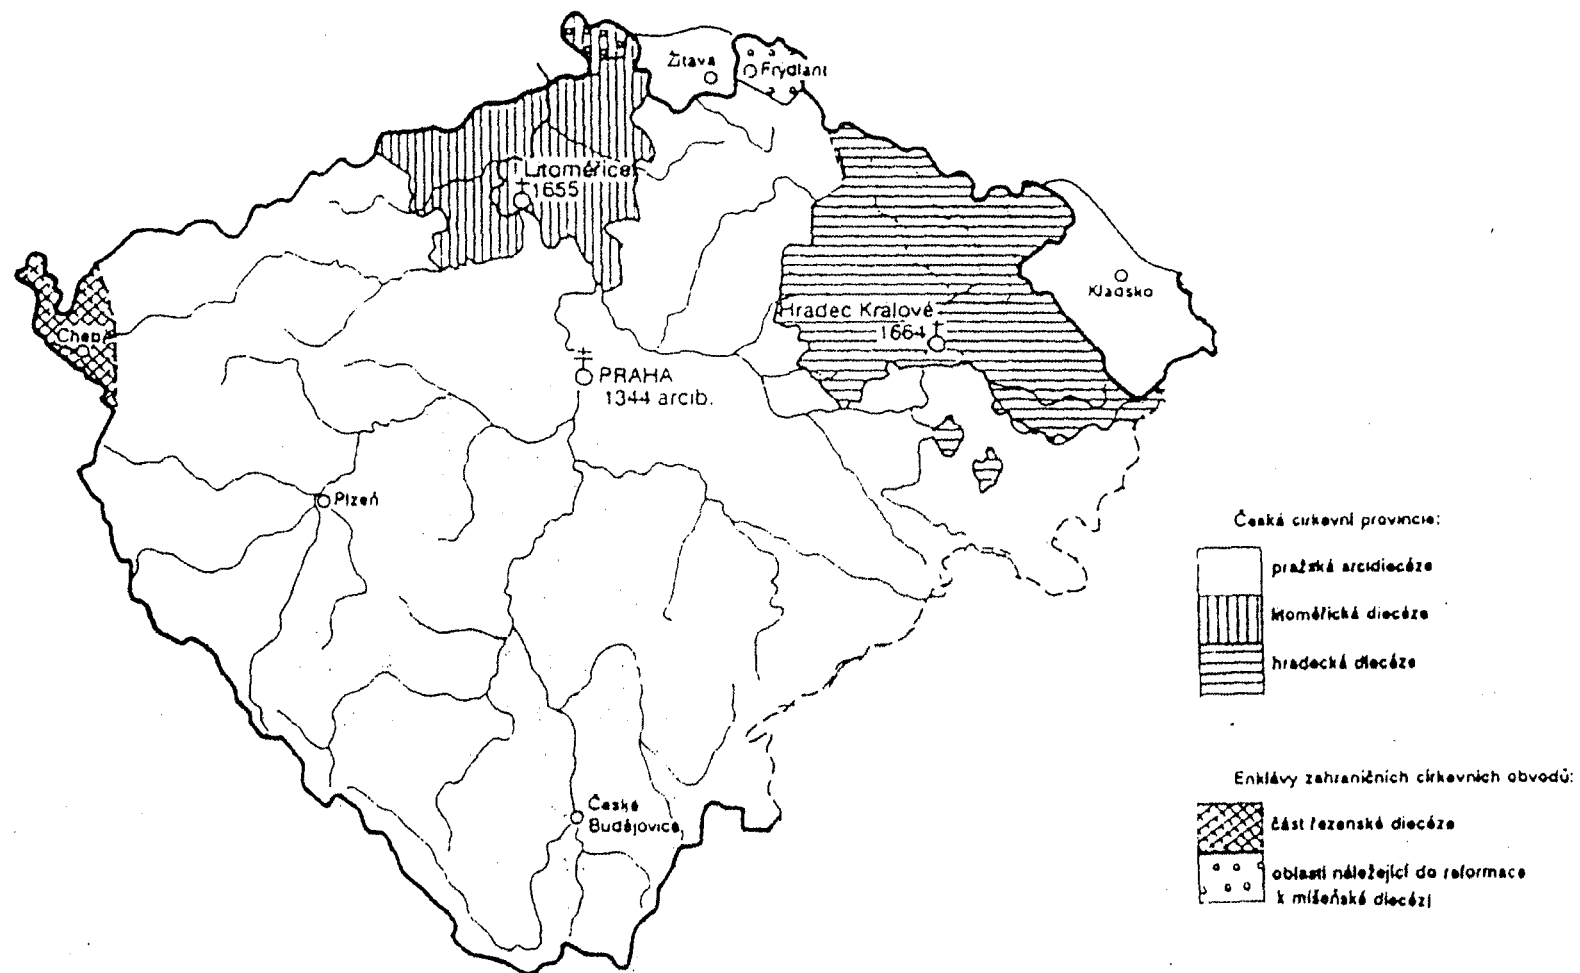 Žitava
Frýdlant
Litoměřice
1655
Kladsko
Hradec Králové
1664
Cheb
PRAHA
1344 arcib.
Plzeň
České
Budějovice
Česká cirkevní provincie:
pražská arcidiecéze
litoměřická diecéze
hradecká diecéze
Enklávy zahraničních církevních obvodů:
část řezenské diecéze
oblasti náležející do reformace
k míšeňské diecézi